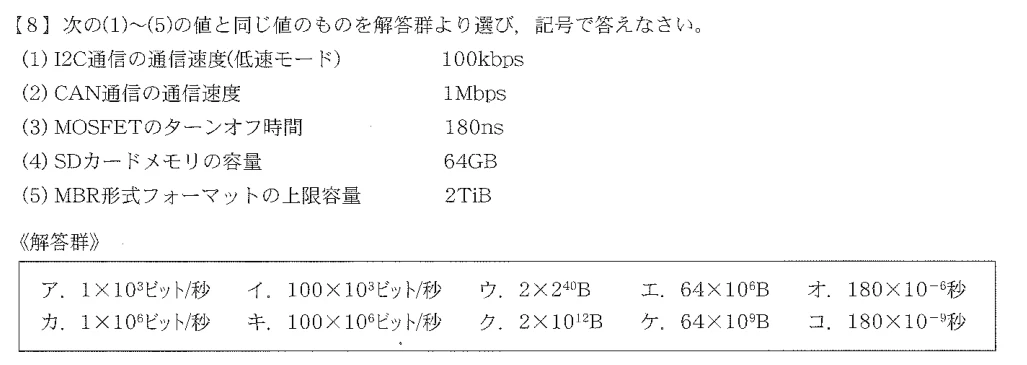 【8】次の(1)～(5)の値と同じ値のものを解答群より選び，記号で答えなさい。
(1) I2C通信の通信速度(低速モード) 100kbps
(2) CAN通信の通信速度 1Mbps
(3) MOSFETのターンオフ時間 180ns
(4) SDカードメモリの容量 64GB
(5) MBR形式フォーマットの上限容量 2TiB
《解答群》
ア．1×10³ビット/秒 イ．100×10³ビット/秒 ウ．2×2⁴⁰B エ．64×10⁶B オ．180×10⁻⁶秒
カ．1×10⁶ビット/秒 キ．100×10⁶ビット/秒 ク．2×10¹²B ケ．64×10⁹B コ．180×10⁻⁹秒